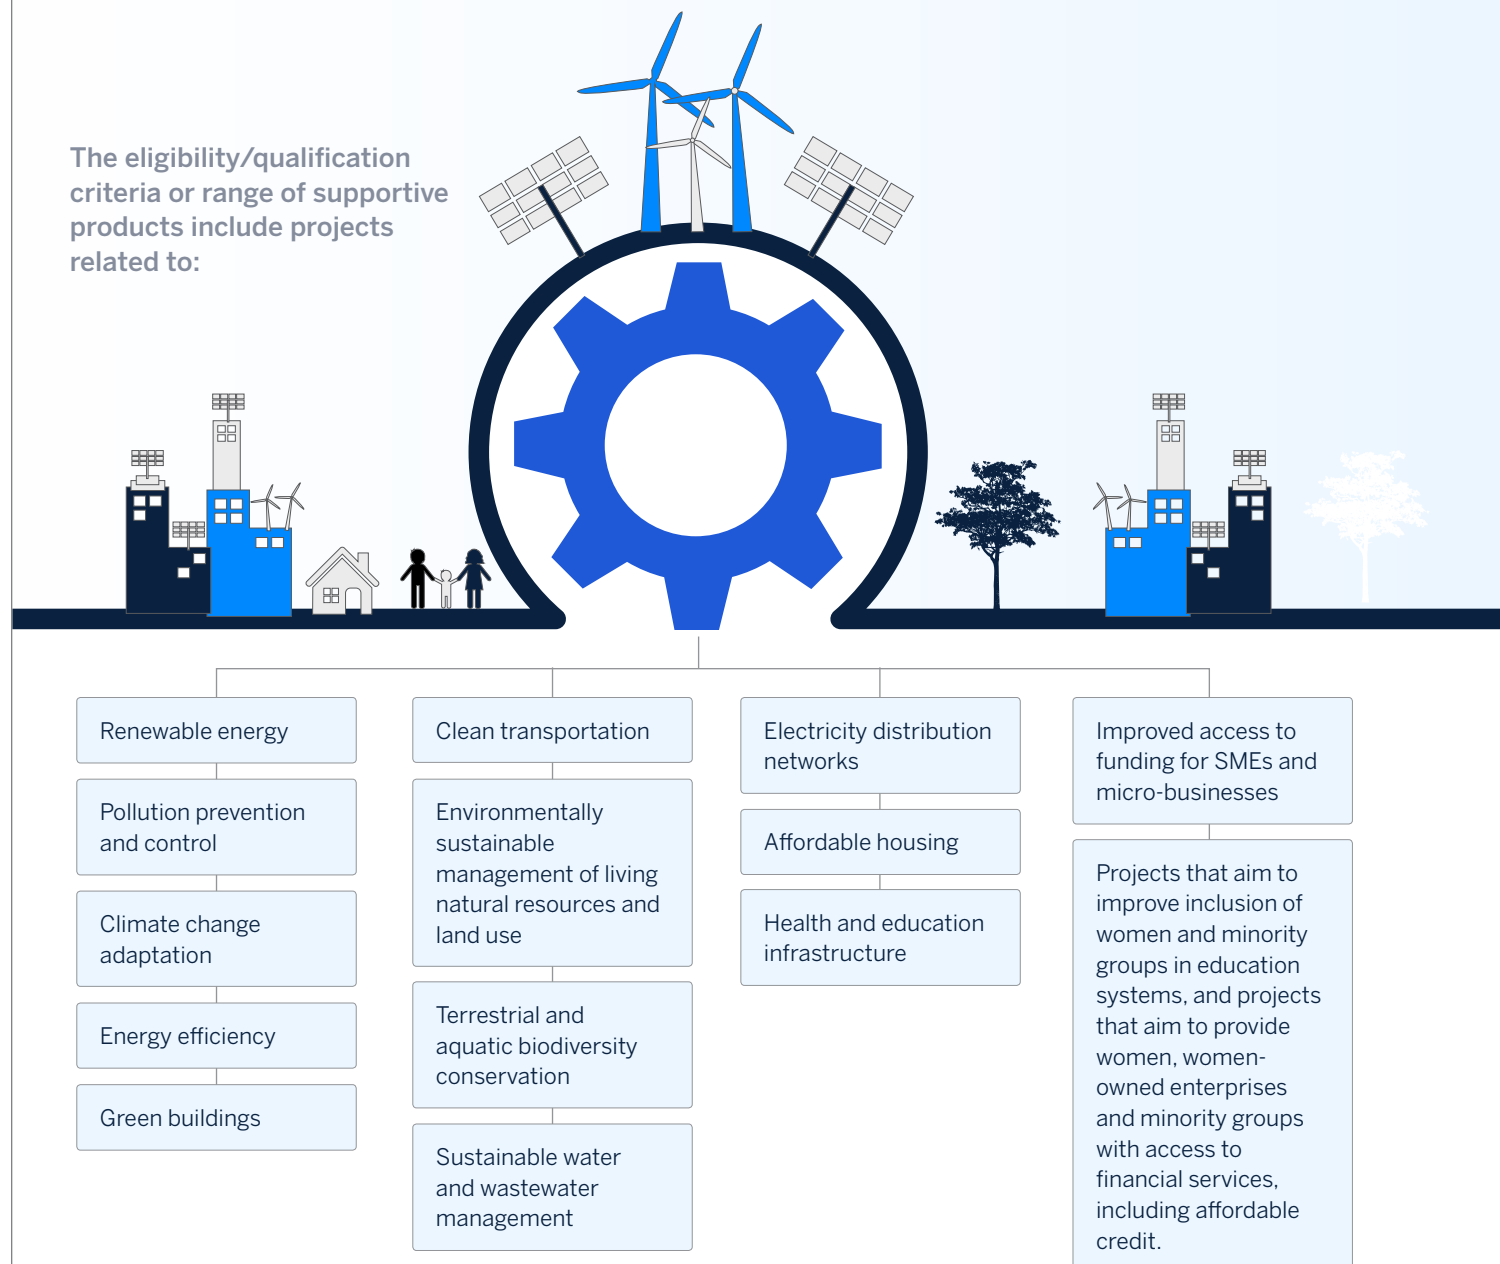 The eligibility/qualification
criteria or range of supportive
products include projects
related to:
Renewable energy
Pollution prevention
and control
Climate change
adaptation
Energy efficiency
Green buildings
Clean transportation
Environmentally
sustainable
management of living
natural resources and
land use
Terrestrial and
aquatic biodiversity
conservation
Sustainable water
and wastewater
management
Electricity distribution
networks
Affordable housing
Health and education
infrastructure
Improved access to
funding for SMEs and
micro-businesses
Projects that aim to
improve inclusion of
women and minority
groups in education
systems, and projects
that aim to provide
women, women-
owned enterprises
and minority groups
with access to
financial services,
including affordable
credit.